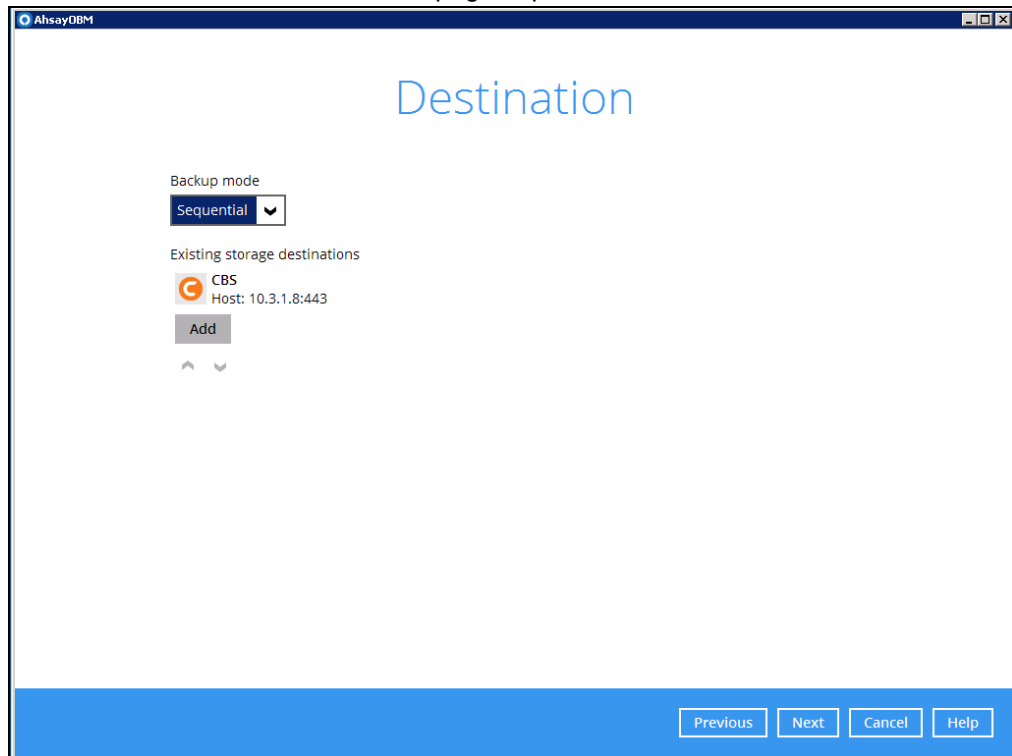 AhsayOBM
Destination
Backup mode
Sequential
Existing storage destinations
CBS
Host: 10.3.1.8:443
Add
Previous Next Cancel Help